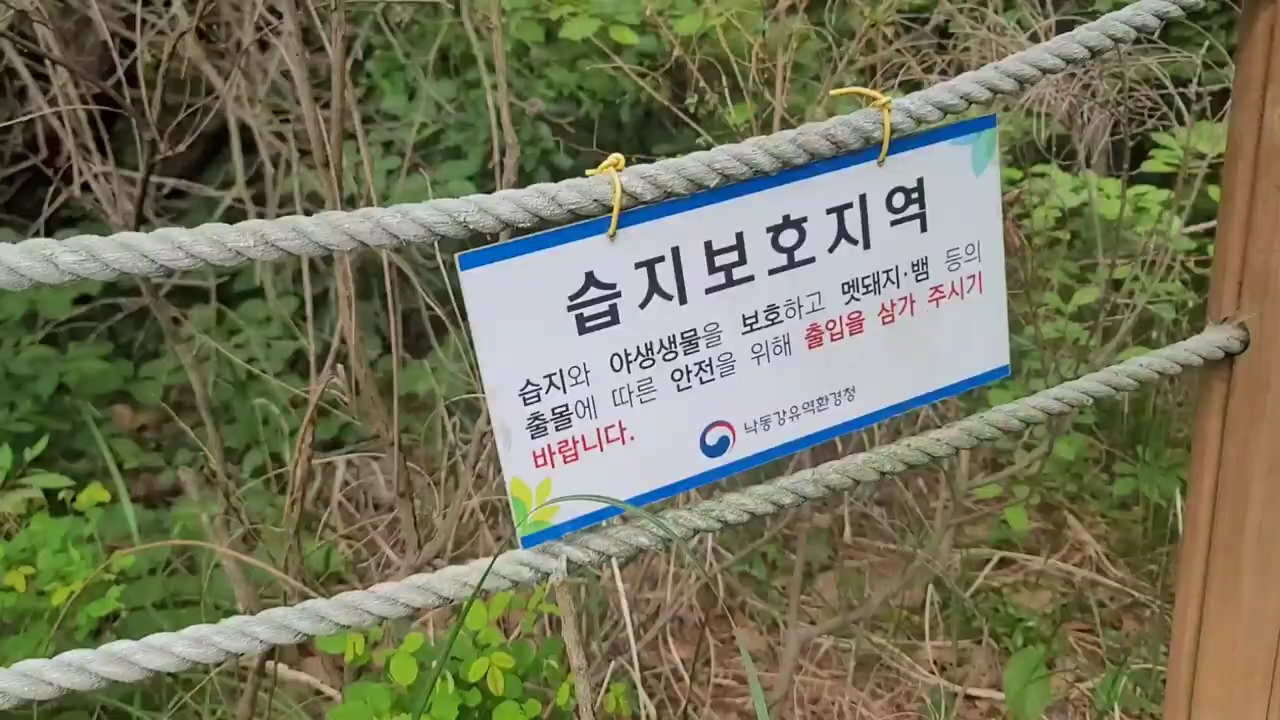 습지보호지역
습지와 야생생물을 보호하고 멧돼지·뱀 등의
출몰에 따른 안전을 위해 출입을 삼가 주시기
바랍니다.
낙동강유역환경청